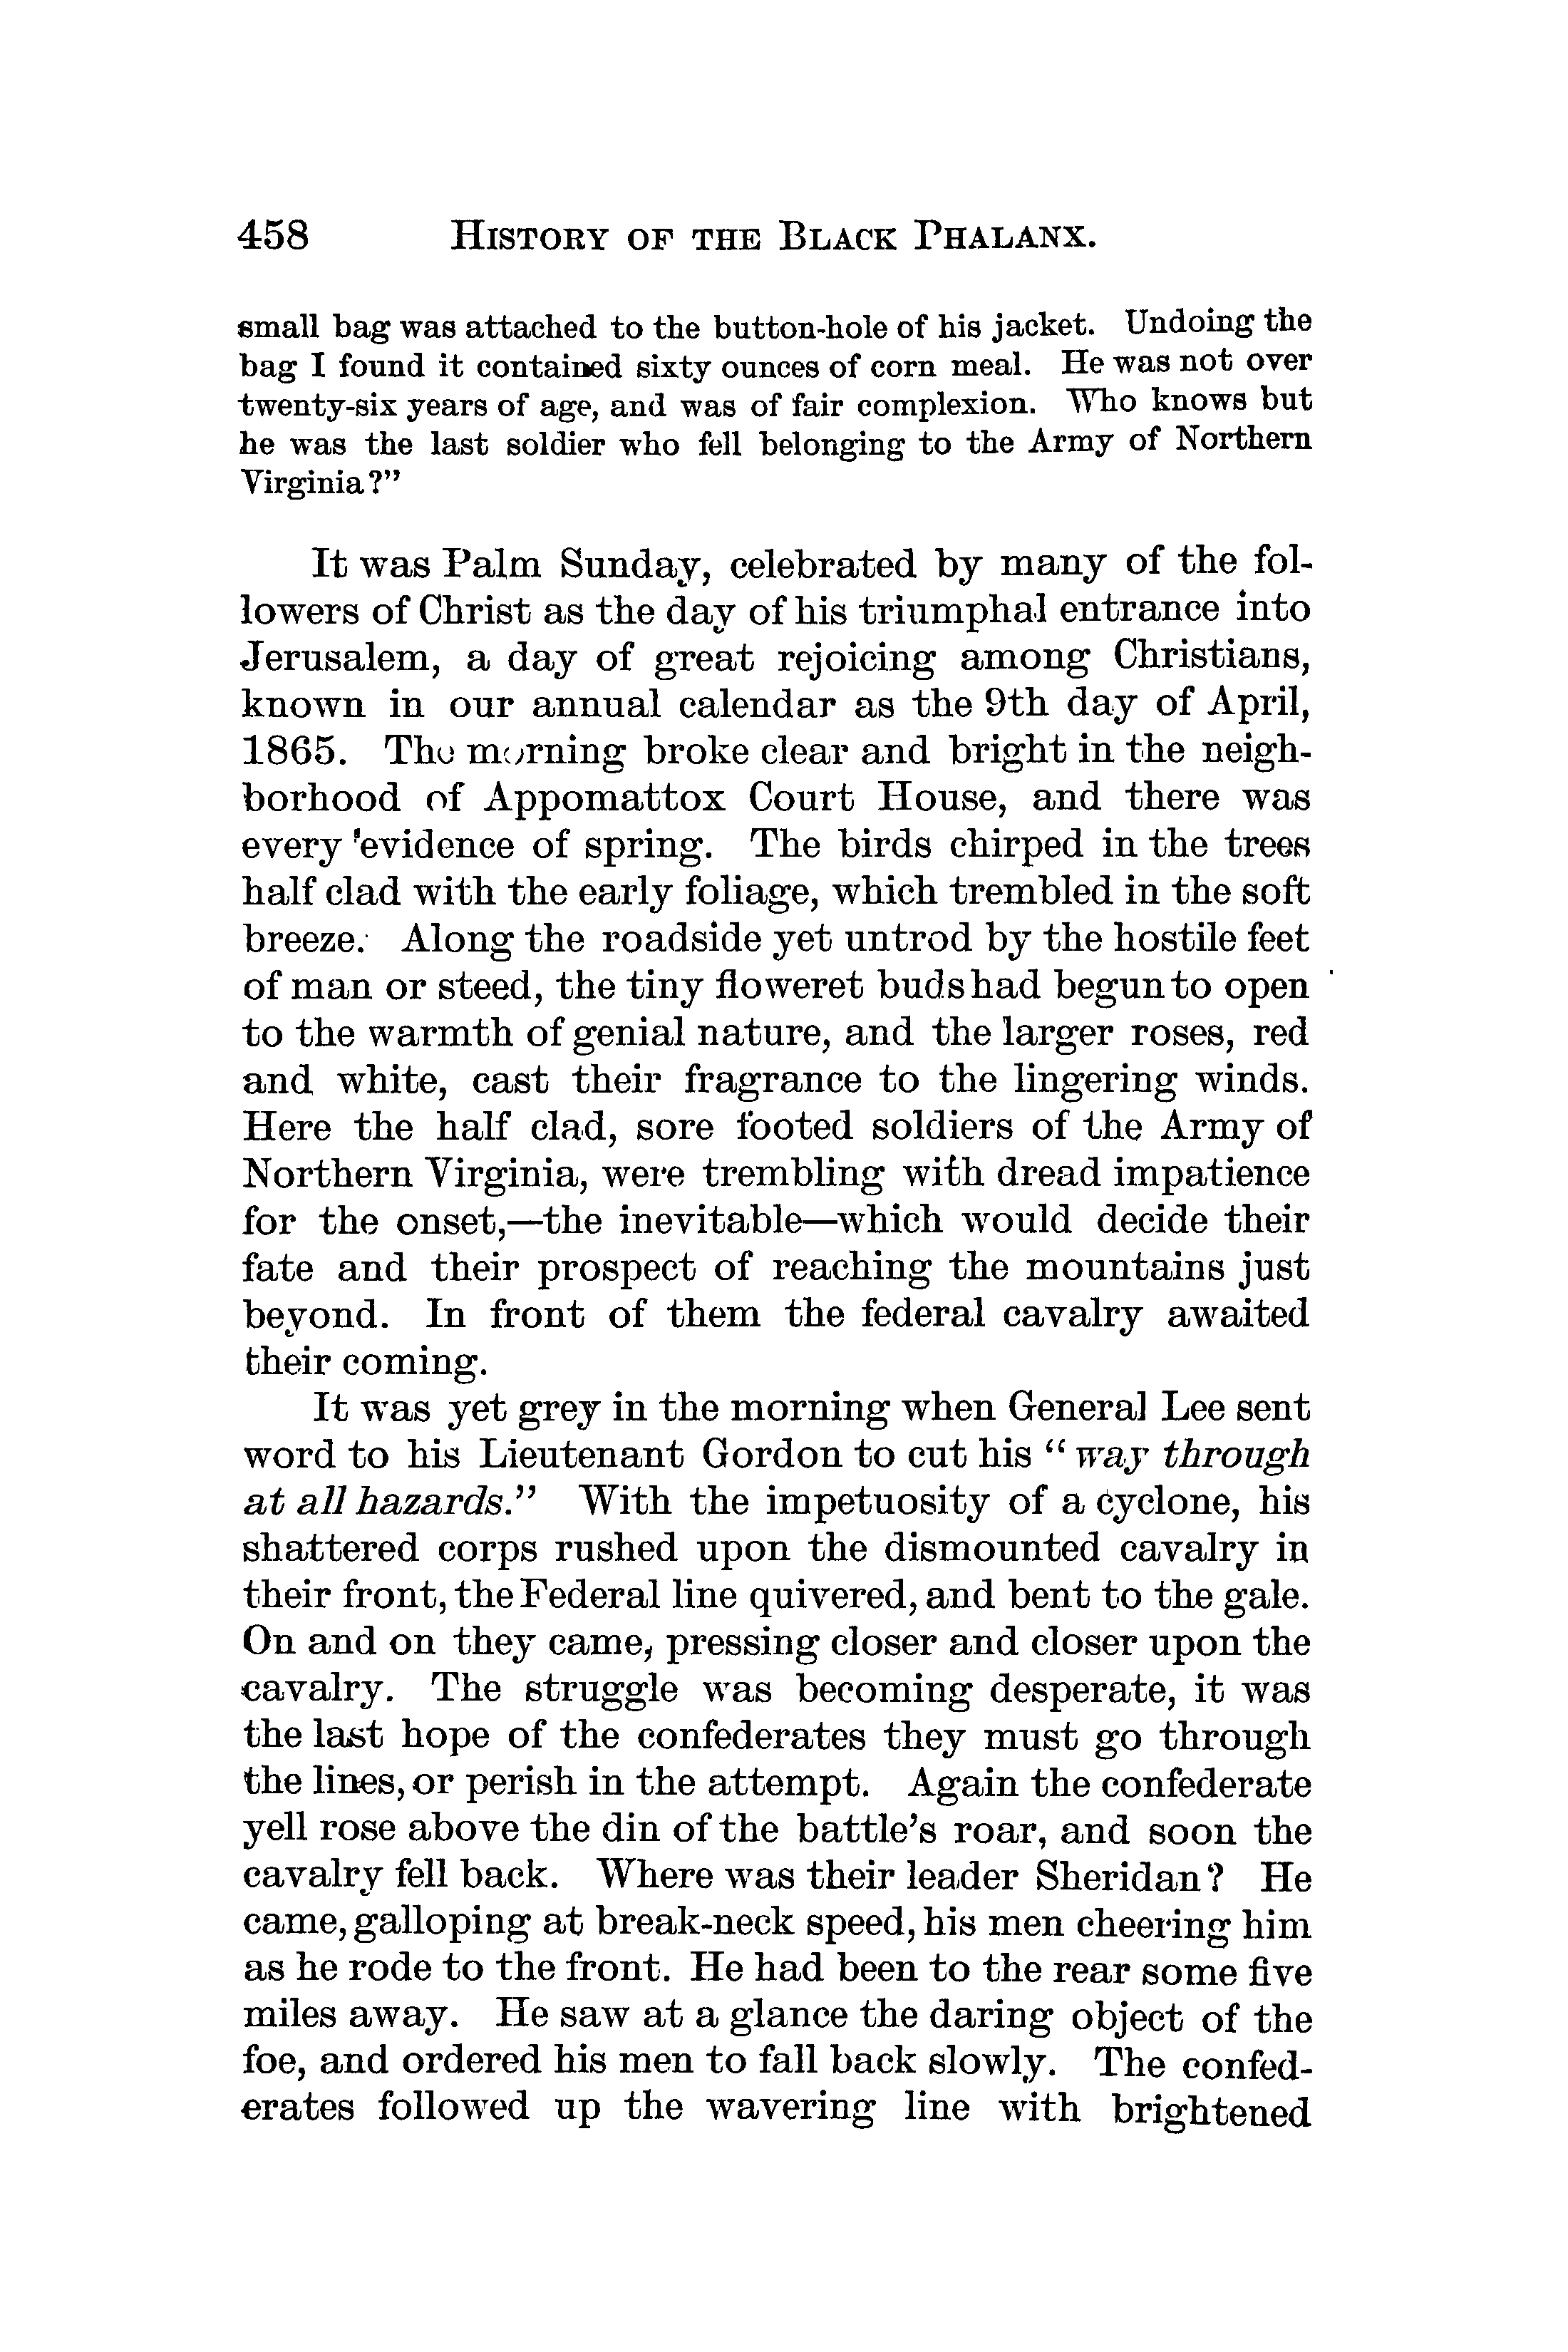 458 HISTORY OF THE BLACK PHALANX.
small bag was attached to the button-hole of his jacket. Undoing the
bag I found it contained sixty ounces of corn meal. He was not over
twenty-six years of age, and was of fair complexion. Who knows but
he was the last soldier who fell belonging to the Army of Northern
Virginia?”
It was Palm Sunday, celebrated by many of the fol-
lowers of Christ as the day of his triumphal entrance into
Jerusalem, a day of great rejoicing among Christians,
known in our annual calendar as the 9th day of April,
1865. The morning broke clear and bright in the neigh-
borhood of Appomattox Court House, and there was
every evidence of spring. The birds chirped in the trees
half clad with the early foliage, which trembled in the soft
breeze. Along the roadside yet untrod by the hostile feet
of man or steed, the tiny floweret buds had begun to open
to the warmth of genial nature, and the larger roses, red
and white, cast their fragrance to the lingering winds.
Here the half clad, sore footed soldiers of the Army of
Northern Virginia, were trembling with dread impatience
for the onset,—the inevitable—which would decide their
fate and their prospect of reaching the mountains just
beyond. In front of them the federal cavalry awaited
their coming.
It was yet grey in the morning when General Lee sent
word to his Lieutenant Gordon to cut his “ way through
at all hazards.” With the impetuosity of a cyclone, his
shattered corps rushed upon the dismounted cavalry in
their front, the Federal line quivered, and bent to the gale.
On and on they came, pressing closer and closer upon the
cavalry. The struggle was becoming desperate, it was
the last hope of the confederates they must go through
the lines, or perish in the attempt. Again the confederate
yell rose above the din of the battle’s roar, and soon the
cavalry fell back. Where was their leader Sheridan? He
came, galloping at break-neck speed, his men cheering him
as he rode to the front. He had been to the rear some five
miles away. He saw at a glance the daring object of the
foe, and ordered his men to fall back slowly. The confed-
erates followed up the wavering line with brightened